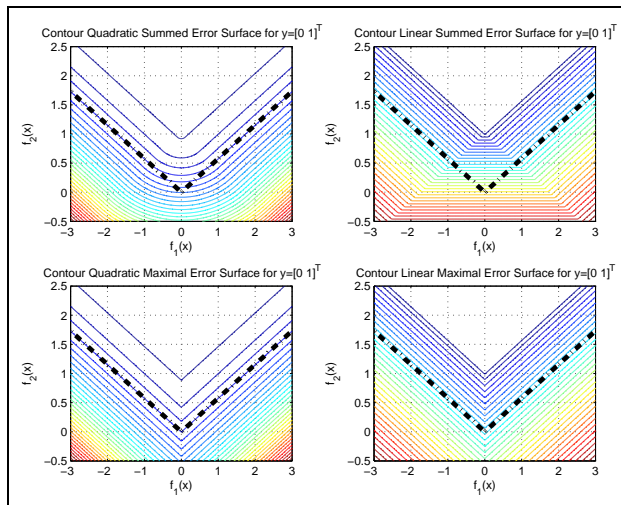 Contour Quadratic Summed Error Surface for y=[0 1]^T
2.5
2
1.5
1
0.5
0
−0.5
−3 −2 −1 0 1 2 3
f_1(x)
f_2(x)
Contour Linear Summed Error Surface for y=[0 1]^T
2.5
2
1.5
1
0.5
0
−0.5
−3 −2 −1 0 1 2 3
f_1(x)
f_2(x)
Contour Quadratic Maximal Error Surface for y=[0 1]^T
2.5
2
1.5
1
0.5
0
−0.5
−3 −2 −1 0 1 2 3
f_1(x)
f_2(x)
Contour Linear Maximal Error Surface for y=[0 1]^T
2.5
2
1.5
1
0.5
0
−0.5
−3 −2 −1 0 1 2 3
f_1(x)
f_2(x)